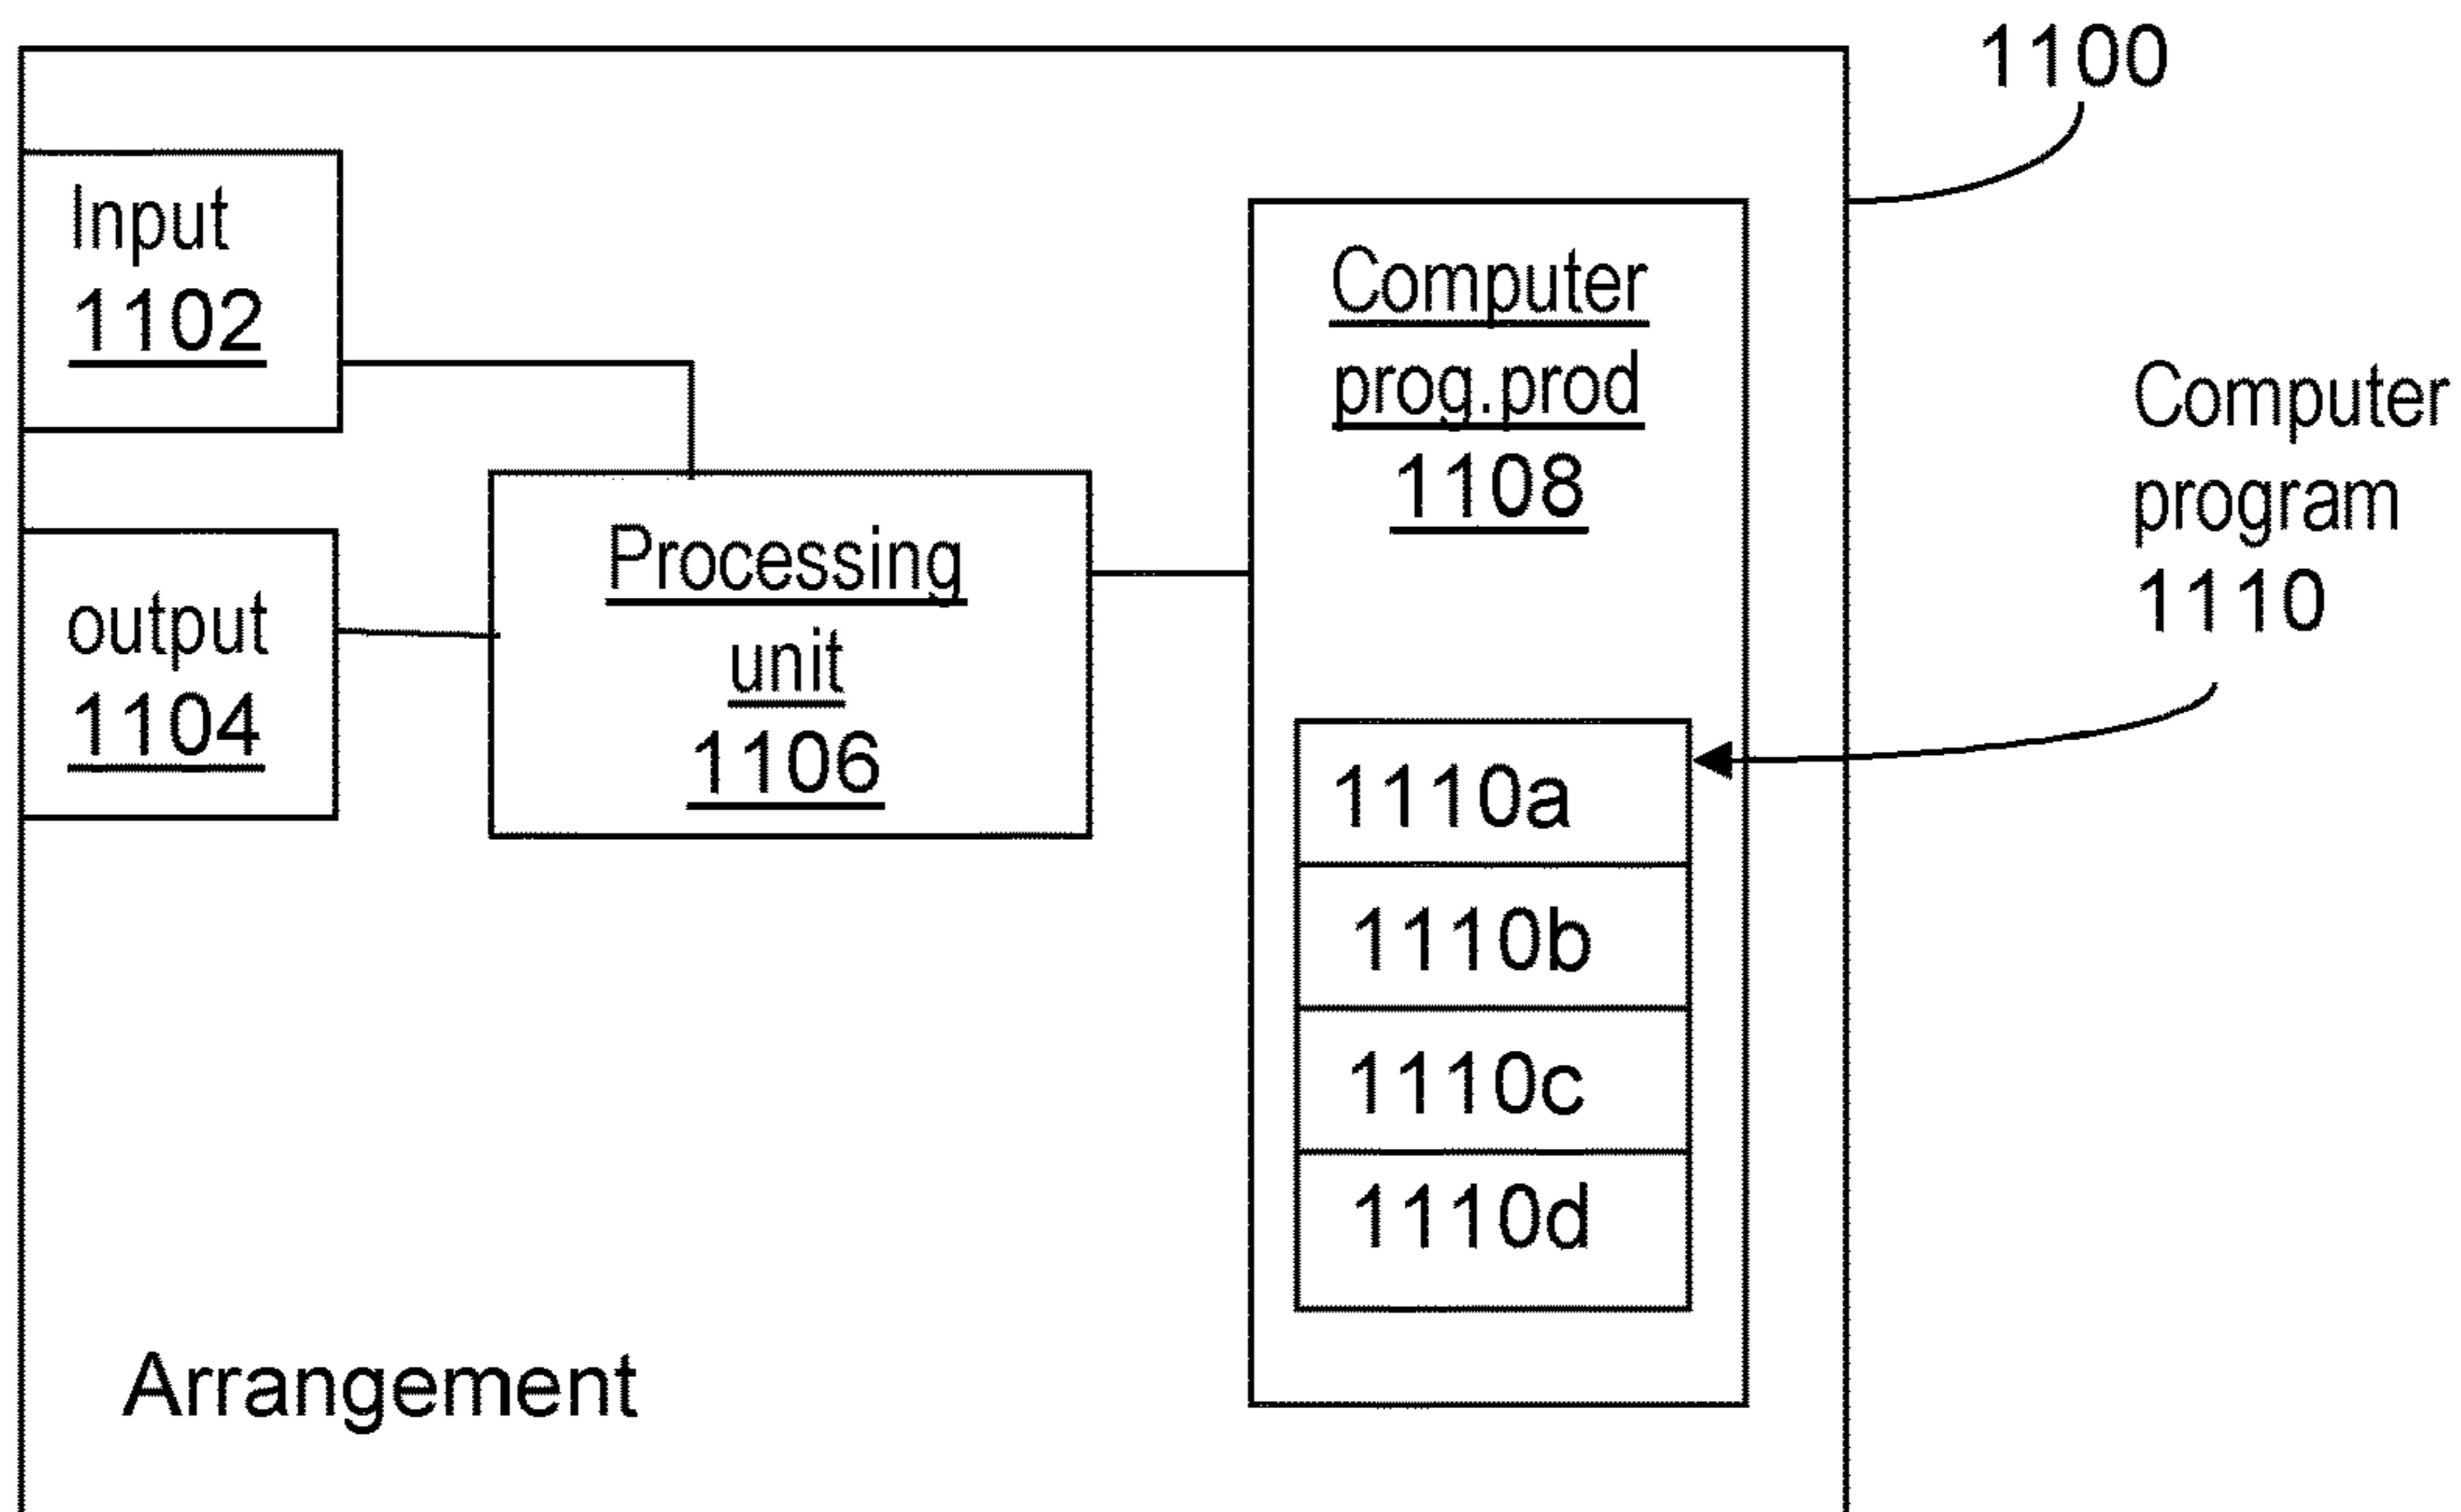 1100
Input
1102
Computer
prog.prod
1108
Computer
program
1110
output
1104
Processing
unit
1106
1110a
1110b
1110c
1110d
Arrangement